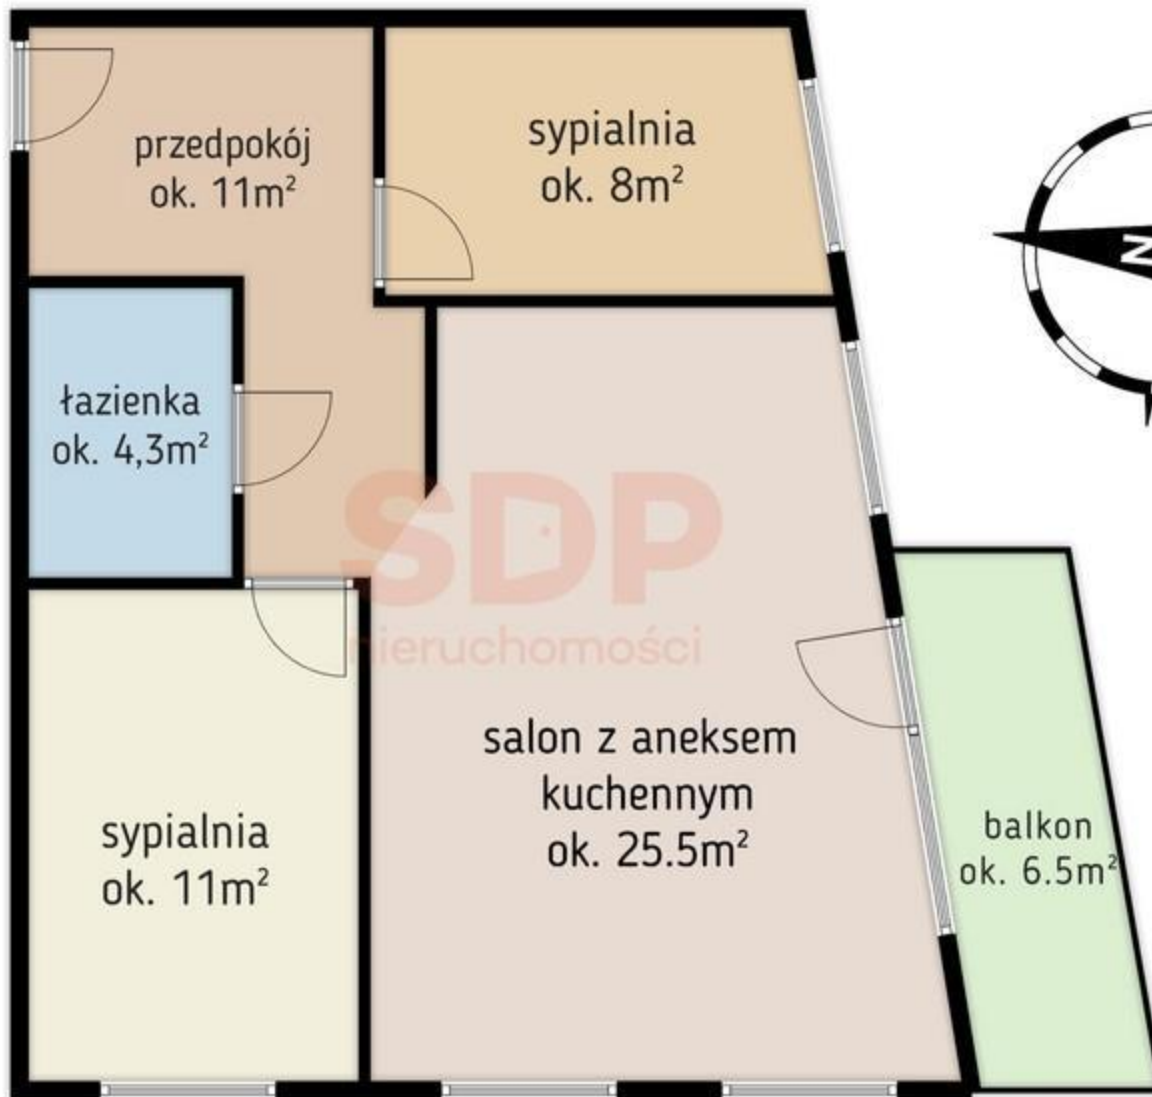 przedpokój
ok. 11m²
sypialnia
ok. 8m²
N
łazienka
ok. 4,3m²
SDP
nieruchomości
salon z aneksem
kuchennym
ok. 25.5m²
sypialnia
ok. 11m²
balkon
ok. 6.5m²